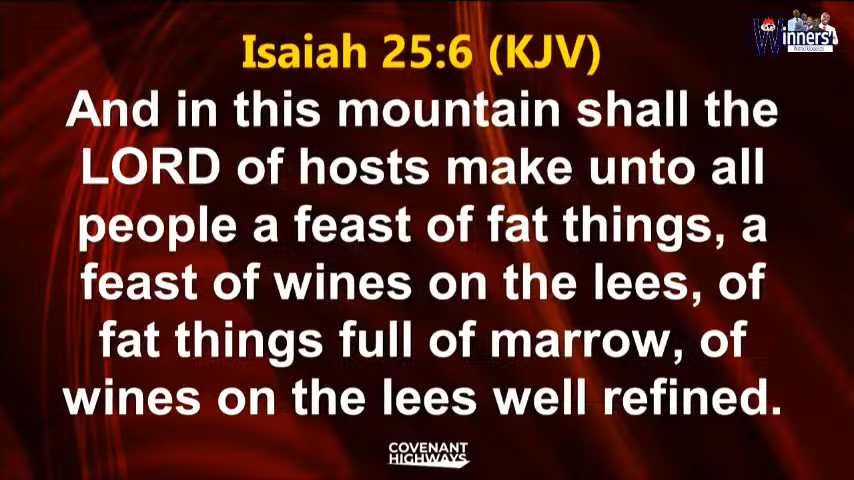 Isaiah 25:6 (KJV)
Winners'
And in this mountain shall the
LORD of hosts make unto all
people a feast of fat things, a
feast of wines on the lees, of
fat things full of marrow, of
wines on the lees well refined.
COVENANT
HIGHWAYS